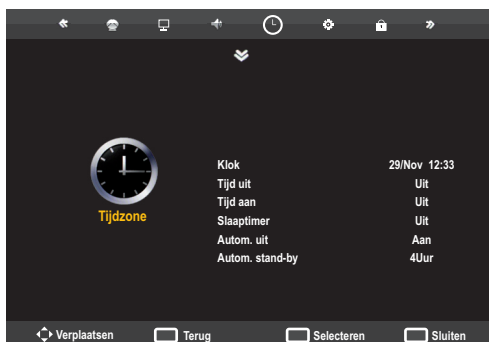 Klok 29/Nov 12:33
Tijd uit Uit
Tijd aan Uit
Tijdzone
Slaaptimer Uit
Autom. uit Aan
Autom. stand-by 4Uur
Verplaatsen Terug Selecteren Sluiten